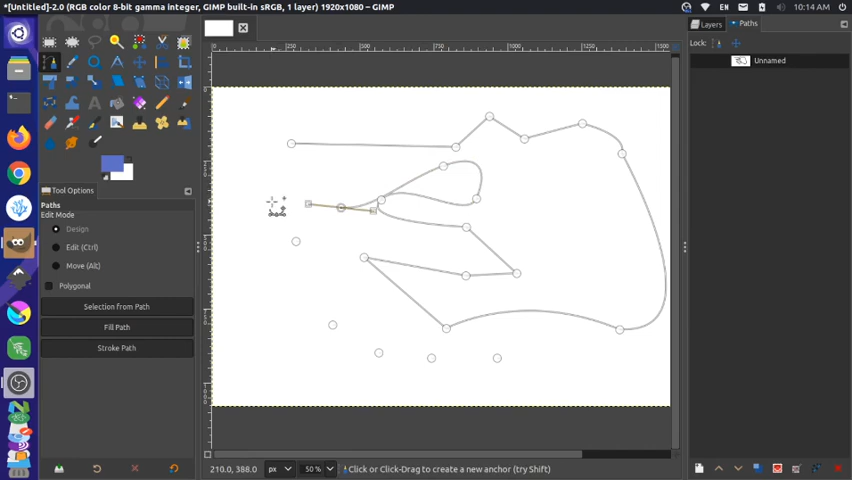 *[Untitled]-2.0 (RGB color 8-bit gamma integer, GIMP built-in sRGB, 1 layer) 1920x1080 – GIMP
EN
10:14 AM
Layers
Paths
Lock:
Unnamed
250
750
1000
1500
Tool Options
Paths
Edit Mode
Design
Edit (Ctrl)
Move (Alt)
Polygonal
Selection from Path
Fill Path
Stroke Path
210.0, 388.0
px
50 %
Click or Click-Drag to create a new anchor (try Shift)